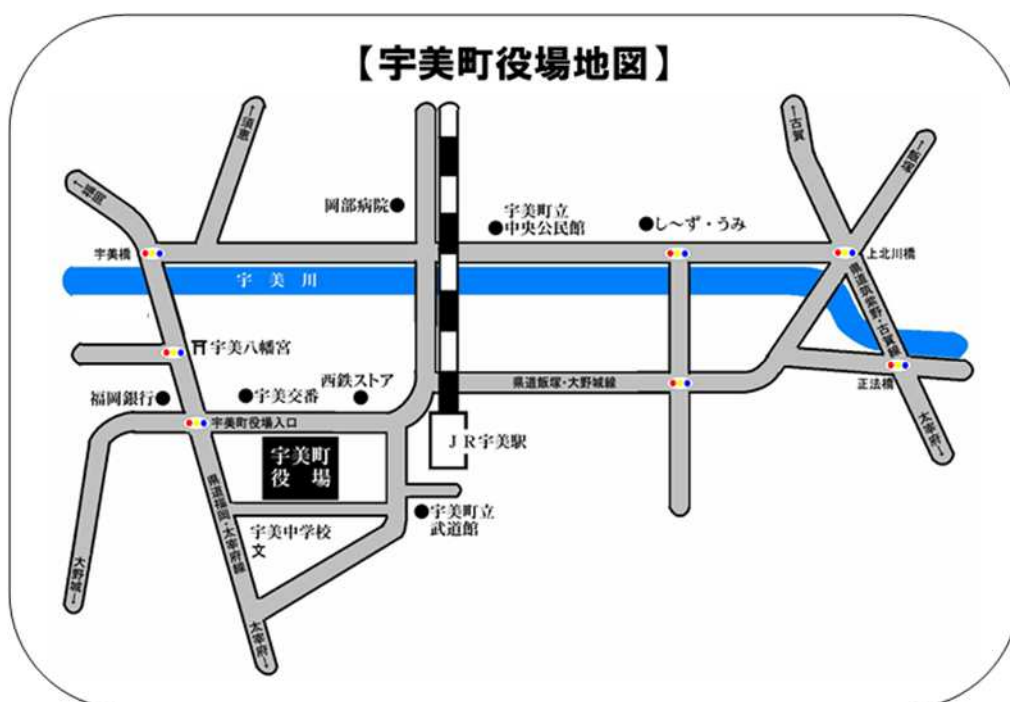 【宇美町役場地図】
←須恵
←古賀
←飯塚
岡部病院
宇美町立
中央公民館
し～ず・うみ
宇美橋
上北川橋
宇美川
県道筑紫野・古賀線
宇美八幡宮
西鉄ストア
福岡銀行
宇美交番
県道飯塚・大野城線
正法橋
宇美町役場入口
JR宇美駅
太宰府→
宇美町
役場
県道福岡・太宰府線
宇美町立
武道館
宇美中学校
文
大野城→
太宰府→